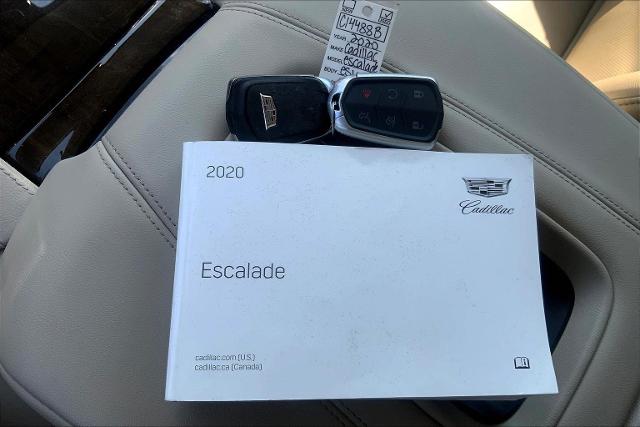 C14488B
YEAR 2020
MAKE Cadillac
MODEL Escalade
BODY
2020
Cadillac
Escalade
cadillac.com (U.S.)
cadillac.ca (Canada)